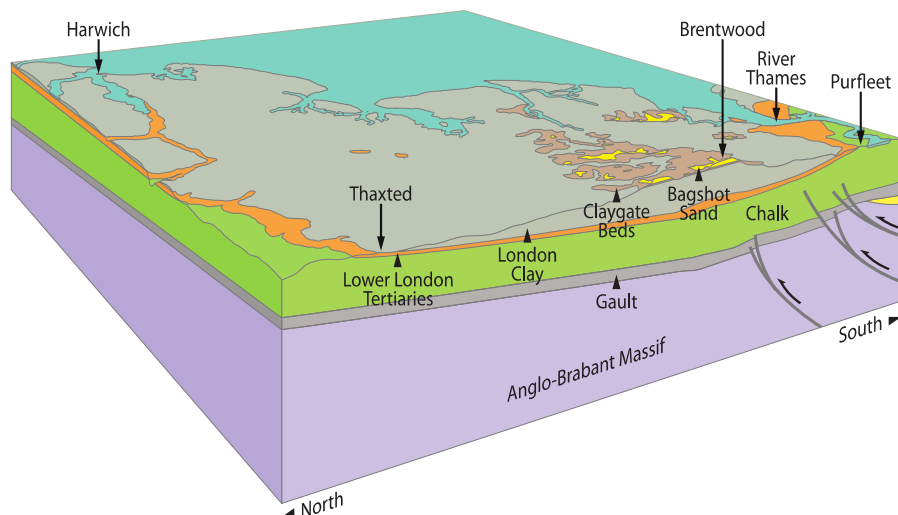 Harwich
Brentwood
River
Thames
Purfleet
Thaxted
Claygate
Beds
Bagshot
Sand
Chalk
Lower London
Tertiaries
London
Clay
Gault
South
Anglo-Brabant Massif
North